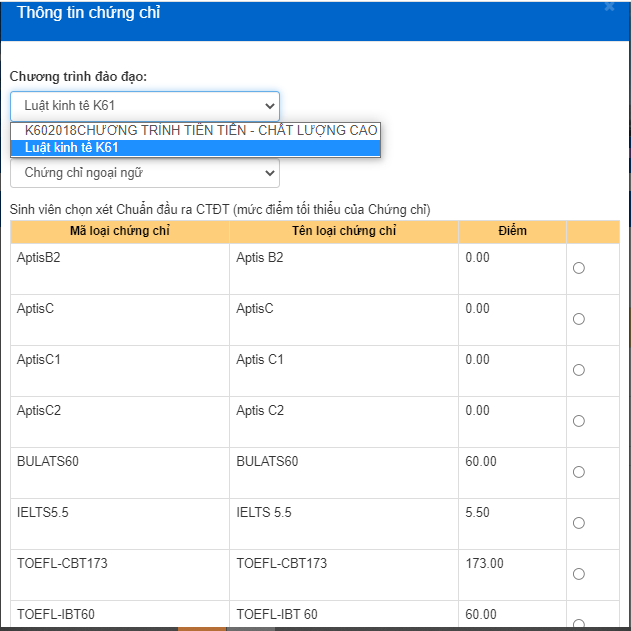 Thông tin chứng chỉ
×
Chương trình đào đạo:
Luật kinh tế K61
K602018CHƯƠNG TRÌNH TIÊN TIẾN - CHẤT LƯỢNG CAO
Luật kinh tế K61
Chứng chỉ ngoại ngữ
Sinh viên chọn xét Chuẩn đầu ra CTĐT (mức điểm tối thiểu của Chứng chỉ)
Mã loại chứng chỉ Tên loại chứng chỉ Điểm
AptisB2 Aptis B2 0.00
AptisC AptisC 0.00
AptisC1 Aptis C1 0.00
AptisC2 Aptis C2 0.00
BULATS60 BULATS60 60.00
IELTS5.5 IELTS 5.5 5.50
TOEFL-CBT173 TOEFL-CBT173 173.00
TOEFL-IBT60 TOEFL-IBT 60 60.00